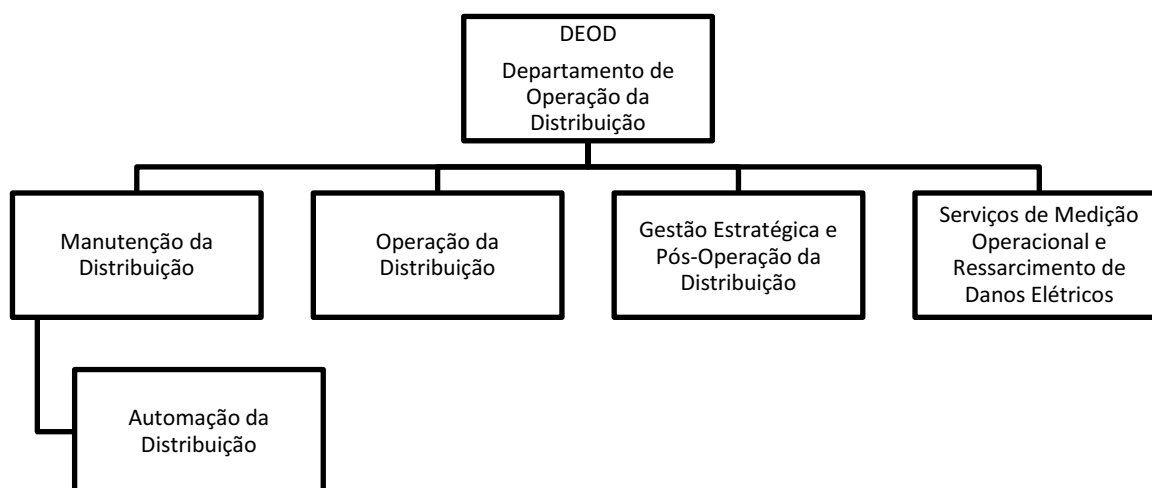 DEOD
Departamento de
Operação da
Distribuição
Manutenção da
Distribuição
Operação da
Distribuição
Gestão Estratégica e
Pós-Operação da
Distribuição
Serviços de Medição
Operacional e
Ressarcimento de
Danos Elétricos
Automação da
Distribuição